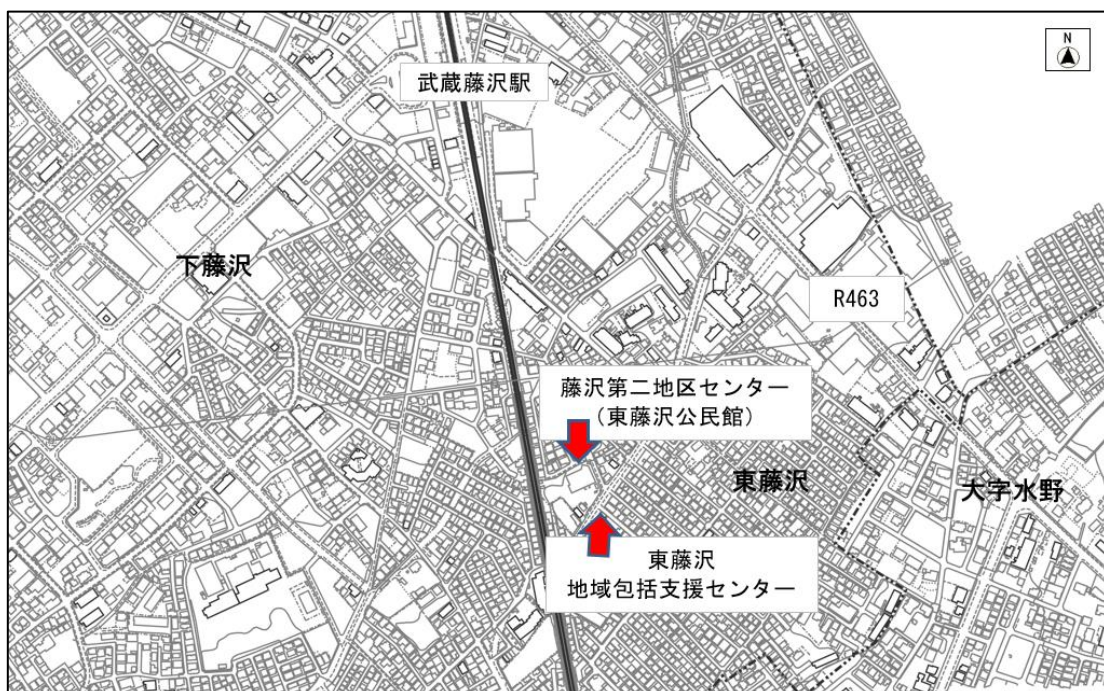 N
武蔵藤沢駅
下藤沢
R463
藤沢第二地区センター
（東藤沢公民館）
東藤沢
大字水野
東藤沢
地域包括支援センター